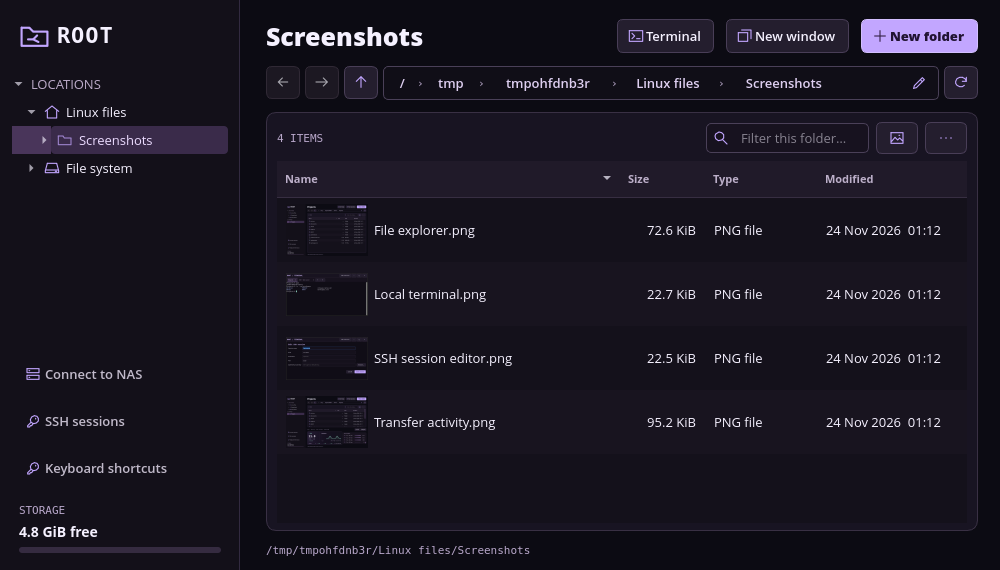 ROOT
LOCATIONS
Linux files
Screenshots
File system
Connect to NAS
SSH sessions
Keyboard shortcuts
STORAGE
4.8 GiB free
Screenshots
Terminal
New window
New folder
/ › tmp › tmpohfdnb3r › Linux files › Screenshots
4 ITEMS
Filter this folder...
Name Size Type Modified
File explorer.png 72.6 KiB PNG file 24 Nov 2026 01:12
Local terminal.png 22.7 KiB PNG file 24 Nov 2026 01:12
SSH session editor.png 22.5 KiB PNG file 24 Nov 2026 01:12
Transfer activity.png 95.2 KiB PNG file 24 Nov 2026 01:12
/tmp/tmpohfdnb3r/Linux files/Screenshots